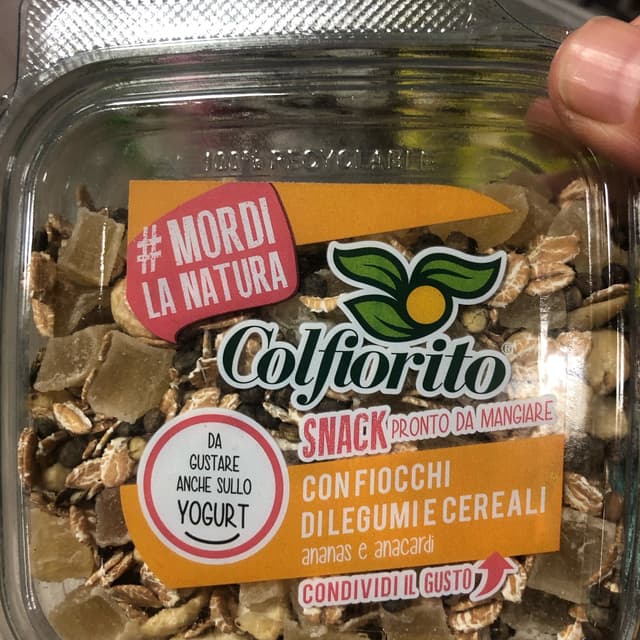 100% RECYCLABLE
# MORDI
LA NATURA
Colfiorito®
SNACK PRONTO DA MANGIARE
DA
GUSTARE
ANCHE SULLO
YOGURT
CON FIOCCHI
DI LEGUMI E CEREALI
ananas e anacardi
CONDIVIDI IL GUSTO